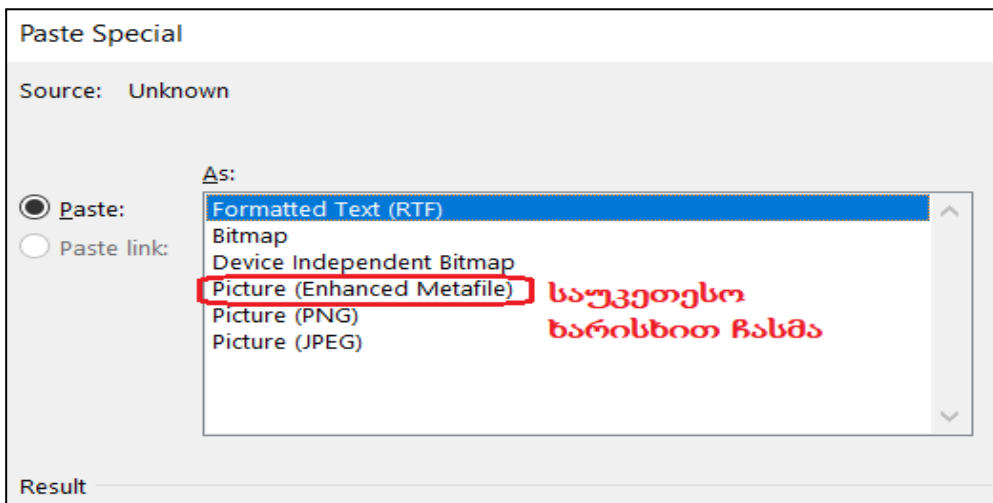 Paste Special
Source: Unknown
As:
Paste:
Paste link:
Formatted Text (RTF)
Bitmap
Device Independent Bitmap
Picture (Enhanced Metafile)
Picture (PNG)
Picture (JPEG)
საუკეთესო
ხარისხით ჩასმა
Result